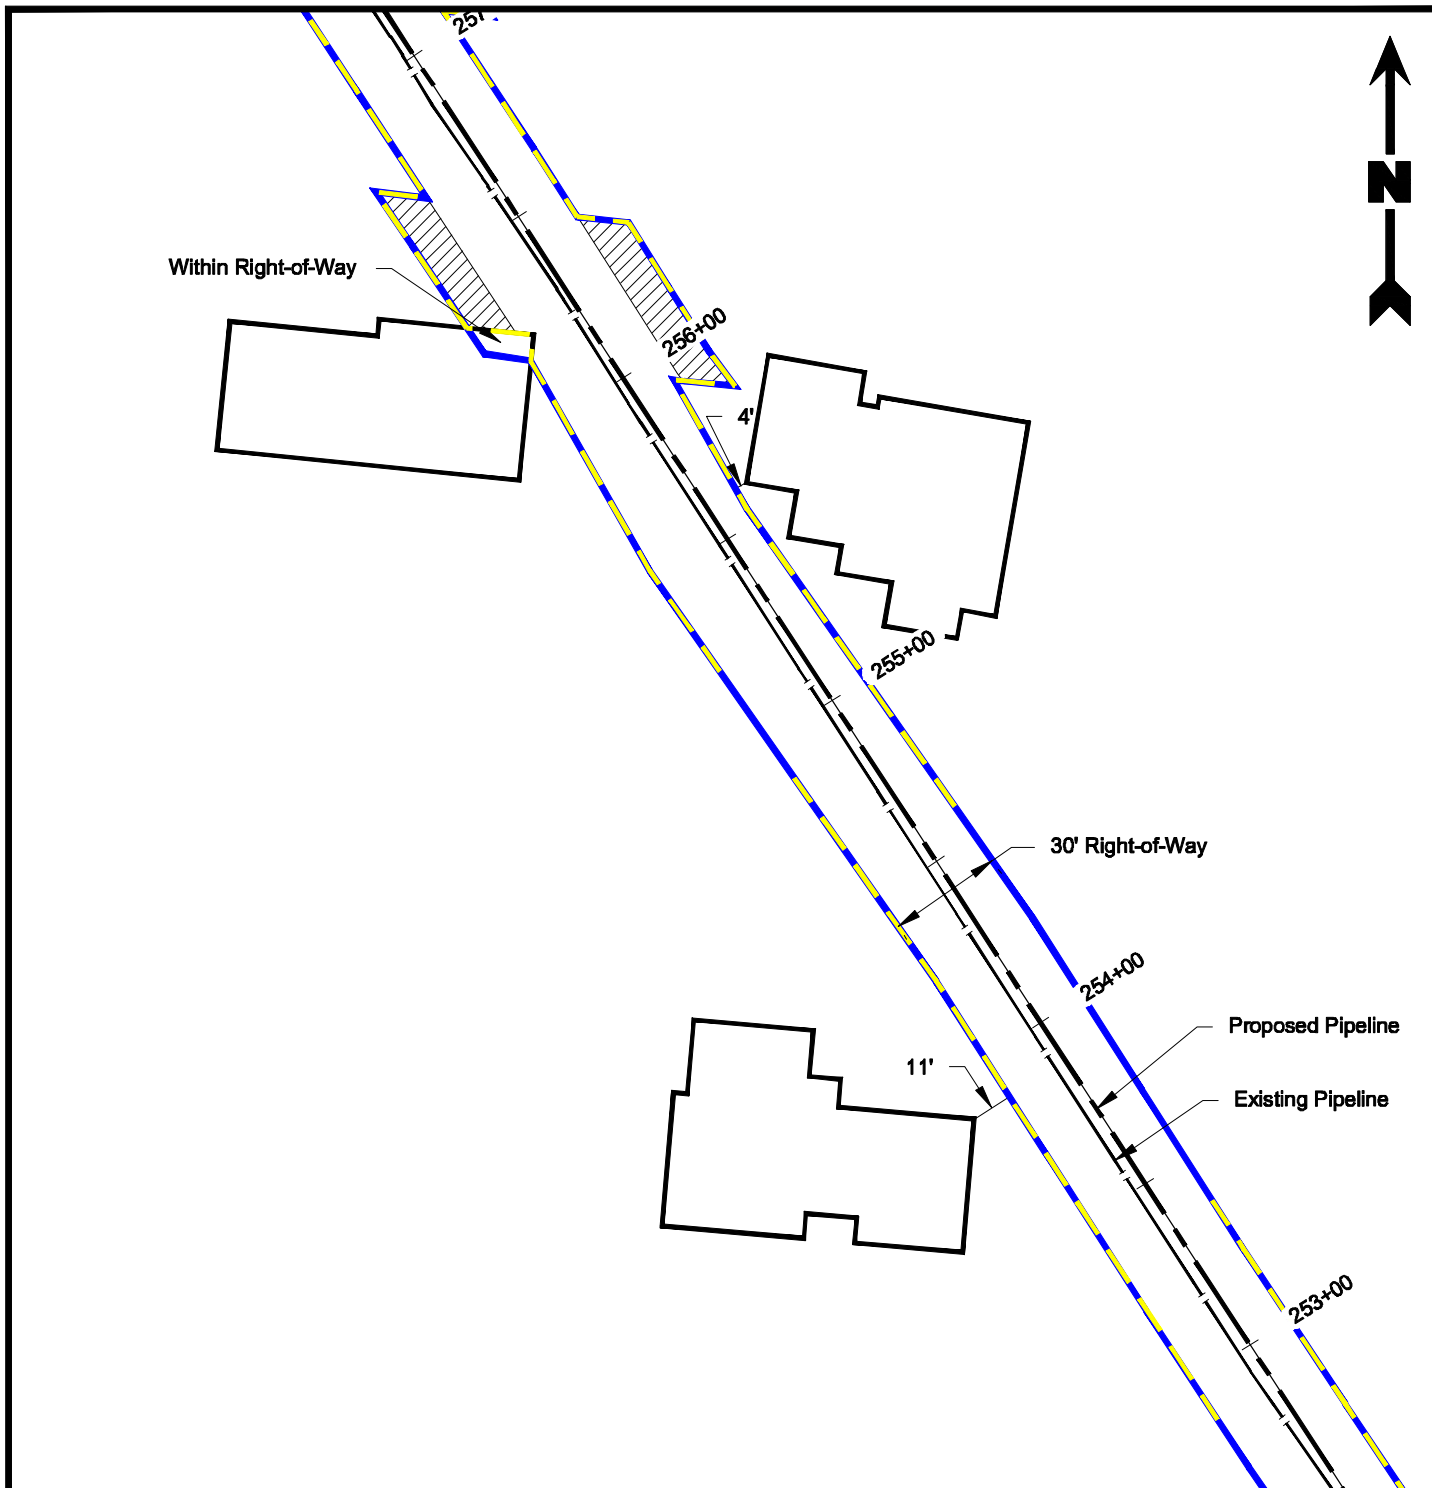 257
N
Within Right-of-Way
256+00
4'
255+00
30' Right-of-Way
254+00
Proposed Pipeline
11'
Existing Pipeline
253+00